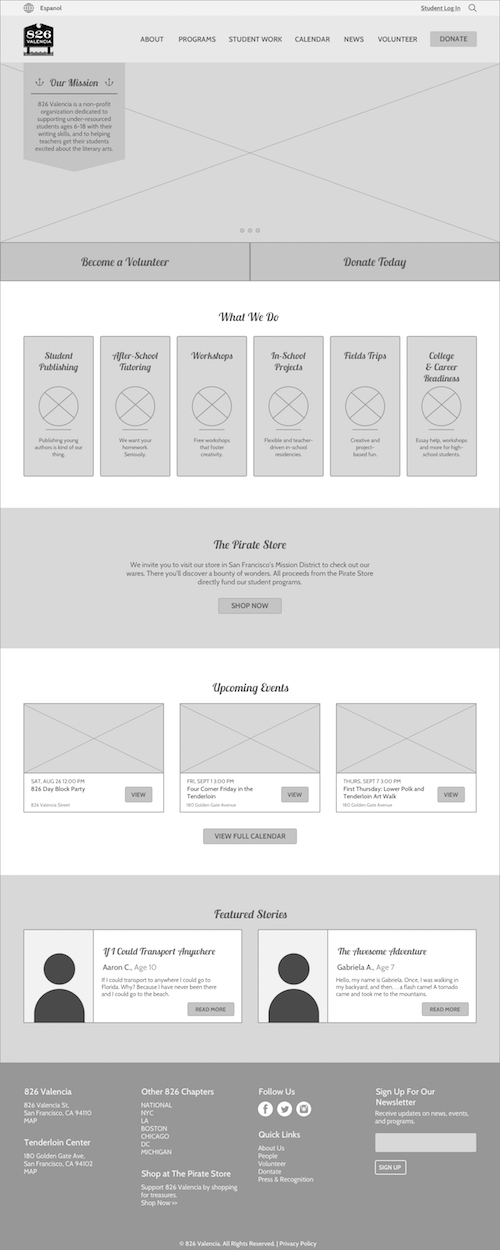 Espanol
Student Log In
826
VALENCIA
ABOUT
PROGRAMS
STUDENT WORK
CALENDAR
NEWS
VOLUNTEER
DONATE
Our Mission
826 Valencia is a non-profit
organization dedicated to
supporting under-resourced
students ages 6-18 with their
writing skills, and to helping
teachers get their students
excited about the literary arts.
Become a Volunteer
Donate Today
What We Do
Student
Publishing
Publishing young
authors is kind of our
thing.
After-School
Tutoring
We want your
homework.
Seriously.
Workshops
Free workshops
that foster
creativity.
In-School
Projects
Flexible and teacher-
driven in-school
residencies.
Fields Trips
Creative and
project-
based fun.
College
& Career
Readiness
Essay help, workshops
and more for high-
school students.
The Pirate Store
We invite you to visit our store in San Francisco's Mission District to check out our
wares. There you'll discover a bounty of wonders. All proceeds from the Pirate Store
directly fund our student programs.
SHOP NOW
Upcoming Events
SAT, AUG 26 12:00 PM
826 Day Block Party
826 Valencia Street
VIEW
FRI, SEPT 1 3:00 PM
Four Corner Friday in the
Tenderloin
180 Golden Gate Avenue
VIEW
THURS, SEPT 7 3:00 PM
First Thursday: Lower Polk and
Tenderloin Art Walk
180 Golden Gate Avenue
VIEW
VIEW FULL CALENDAR
Featured Stories
If I Could Transport Anywhere
Aaron C., Age 10
If I could transport to anywhere I could go to
Florida. Why? Because I have never been there
and I could go to the beach.
READ MORE
The Awesome Adventure
Gabriela A., Age 7
Hello, my name is Gabriela. Once, I was walking in
my backyard, and then. . . a flash came! A tornado
came and took me to the mountains.
READ MORE
826 Valencia
826 Valencia St,
San Francisco, CA 94110
MAP
Tenderloin Center
180 Golden Gate Ave,
San Francisco, CA 94102
MAP
Other 826 Chapters
NATIONAL
NYC
LA
BOSTON
CHICAGO
DC
MICHIGAN
Shop at The Pirate Store
Support 826 Valencia by shopping
for treasures.
Shop Now >>
Follow Us
Quick Links
About Us
People
Volunteer
Dontate
Press & Recognition
Sign Up For Our
Newsletter
Receive updates on news, events,
and programs.
SIGN UP
© 826 Valencia. All Rights Reserved. | Privacy Policy